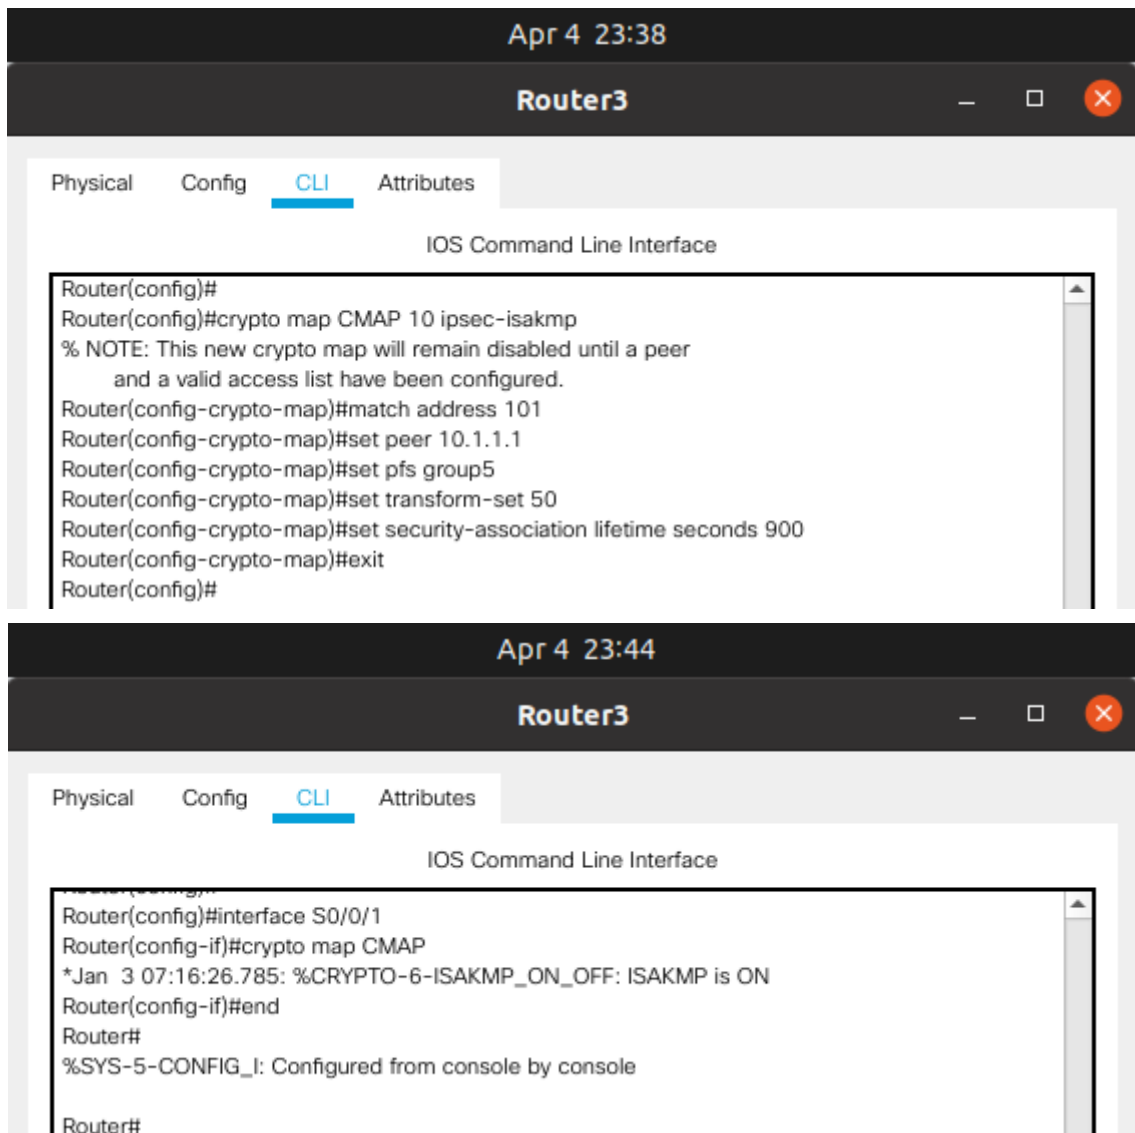 Apr 4 23:38
Router3
Physical Config CLI Attributes
IOS Command Line Interface
Router(config)#
Router(config)#crypto map CMAP 10 ipsec-isakmp
% NOTE: This new crypto map will remain disabled until a peer
and a valid access list have been configured.
Router(config-crypto-map)#match address 101
Router(config-crypto-map)#set peer 10.1.1.1
Router(config-crypto-map)#set pfs group5
Router(config-crypto-map)#set transform-set 50
Router(config-crypto-map)#set security-association lifetime seconds 900
Router(config-crypto-map)#exit
Router(config)#
Apr 4 23:44
Router3
Physical Config CLI Attributes
IOS Command Line Interface
Router(config)#interface S0/0/1
Router(config-if)#crypto map CMAP
*Jan 3 07:16:26.785: %CRYPTO-6-ISAKMP_ON_OFF: ISAKMP is ON
Router(config-if)#end
Router#
%SYS-5-CONFIG_I: Configured from console by console
Router#